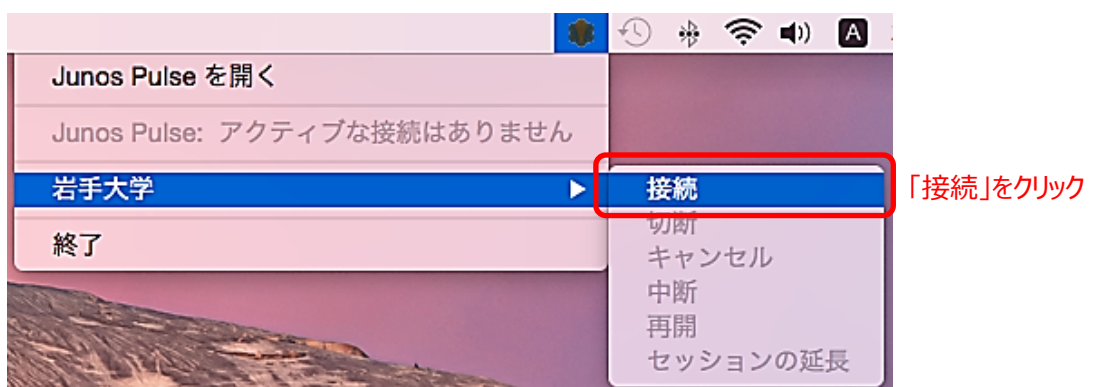 A
Junos Pulse を開く
Junos Pulse: アクティブな接続はありません
岩手大学
終了
接続
切断
キャンセル
中断
再開
セッションの延長
「接続」をクリック